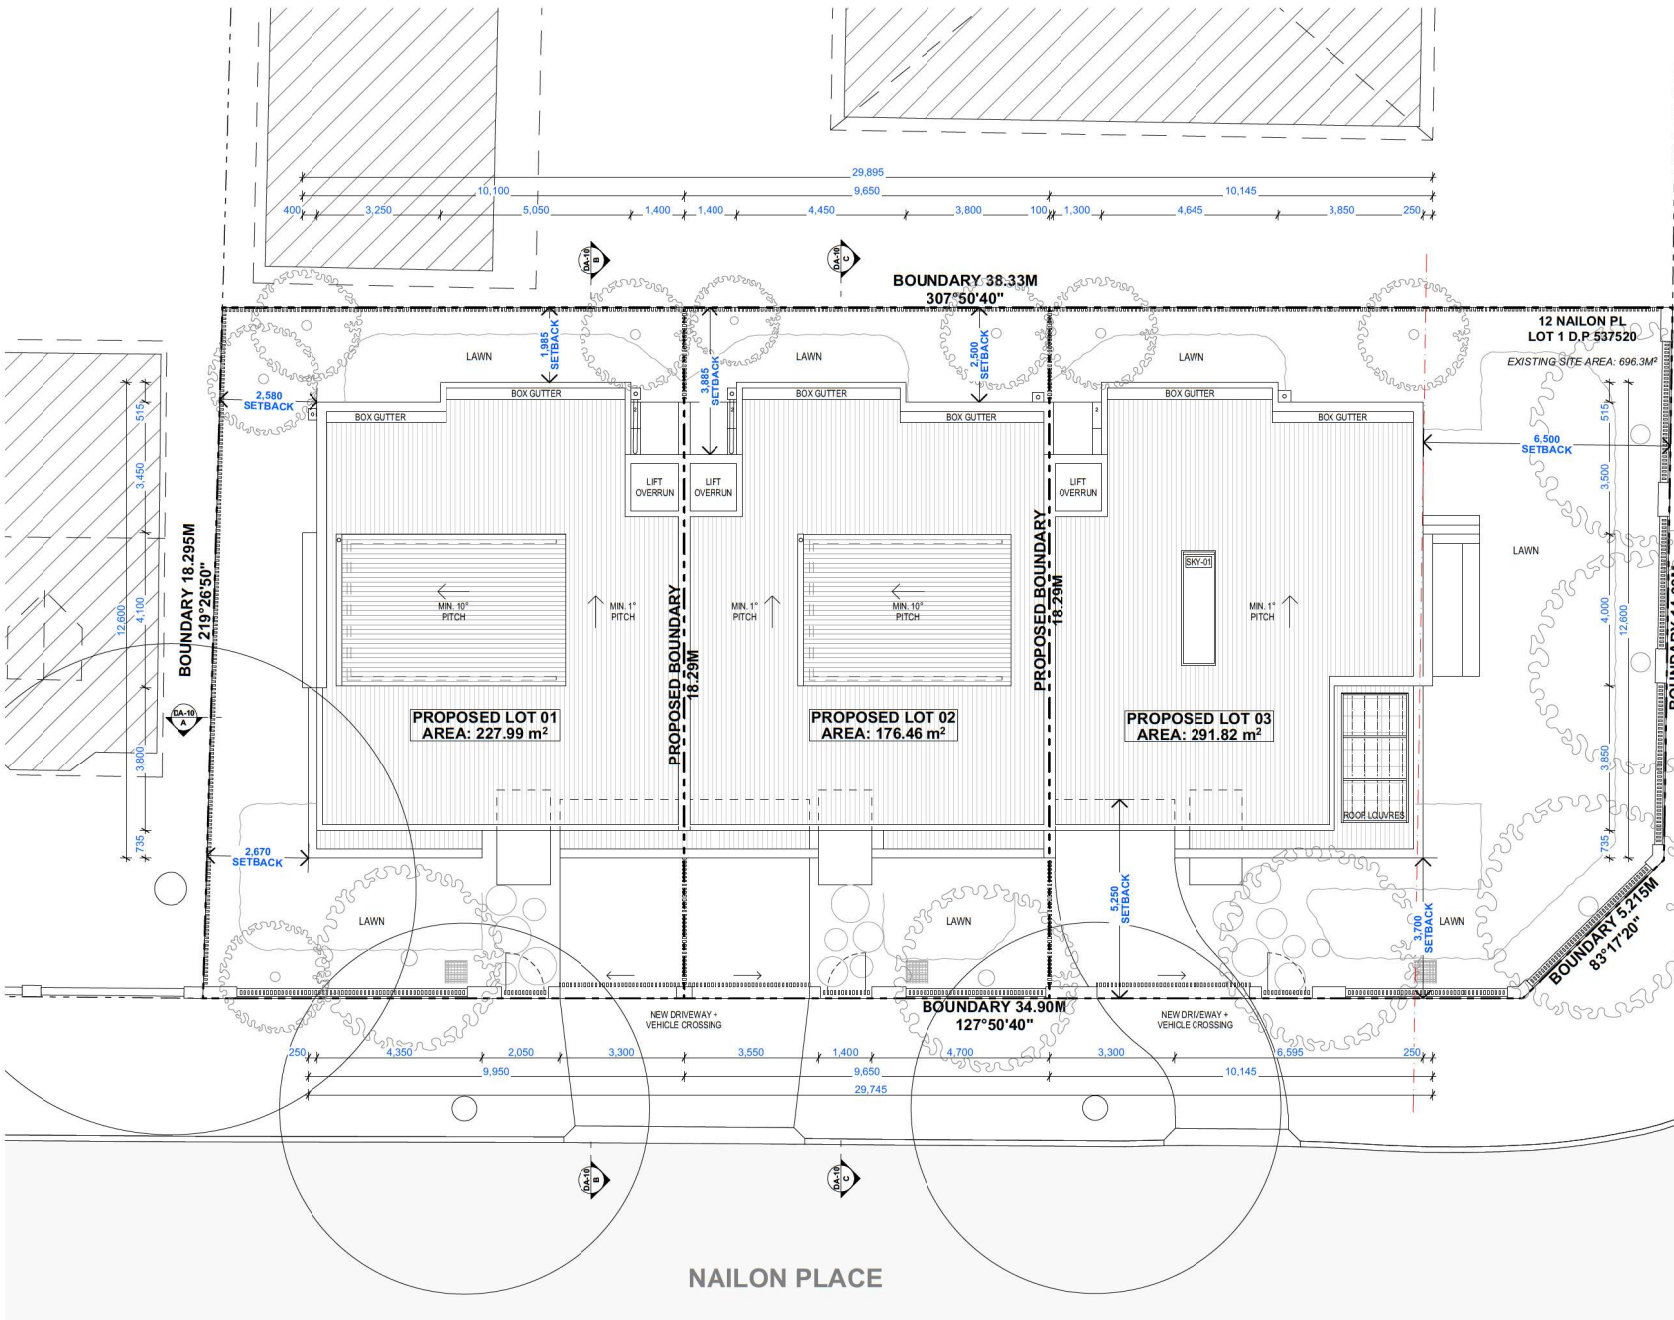 29,895
10,100
9,650
10,145
400
3,250
5,050
1,400
1,400
4,450
3,800
100
1,300
4,645
3,850
250
DA-10
B
DA-10
C
BOUNDARY 38.33M
307°50'40"
12 NAILON PL
LOT 1 D.P 537520
EXISTING SITE AREA: 696.3M²
LAWN
1,985
SETBACK
3,885
SETBACK
LAWN
2,500
SETBACK
LAWN
2,580
SETBACK
BOX GUTTER
BOX GUTTER
BOX GUTTER
BOX GUTTER
BOX GUTTER
BOX GUTTER
6,500
SETBACK
515
3,450
4,100
3,800
735
12,600
515
3,500
4,000
3,850
735
12,600
LIFT
OVERRUN
LIFT
OVERRUN
LIFT
OVERRUN
BOUNDARY 18.295M
219°26'50"
SKY-01
LAWN
MIN. 10°
PITCH
MIN. 1°
PITCH
MIN. 1°
PITCH
MIN. 10°
PITCH
MIN. 1°
PITCH
PROPOSED BOUNDARY
18.29M
PROPOSED BOUNDARY
18.29M
DA-10
A
PROPOSED LOT 01
AREA: 227.99 m²
PROPOSED LOT 02
AREA: 176.46 m²
PROPOSED LOT 03
AREA: 291.82 m²
ROOF LOUVRES
2,670
SETBACK
5,250
SETBACK
3,700
SETBACK
LAWN
LAWN
LAWN
BOUNDARY 5.215M
83°17'20"
BOUNDARY 34.90M
127°50'40"
NEW DRIVEWAY +
VEHICLE CROSSING
NEW DRIVEWAY +
VEHICLE CROSSING
250
4,350
2,050
3,300
3,550
1,400
4,700
3,300
6,595
250
9,950
9,650
10,145
29,745
DA-10
B
DA-10
C
NAILON PLACE